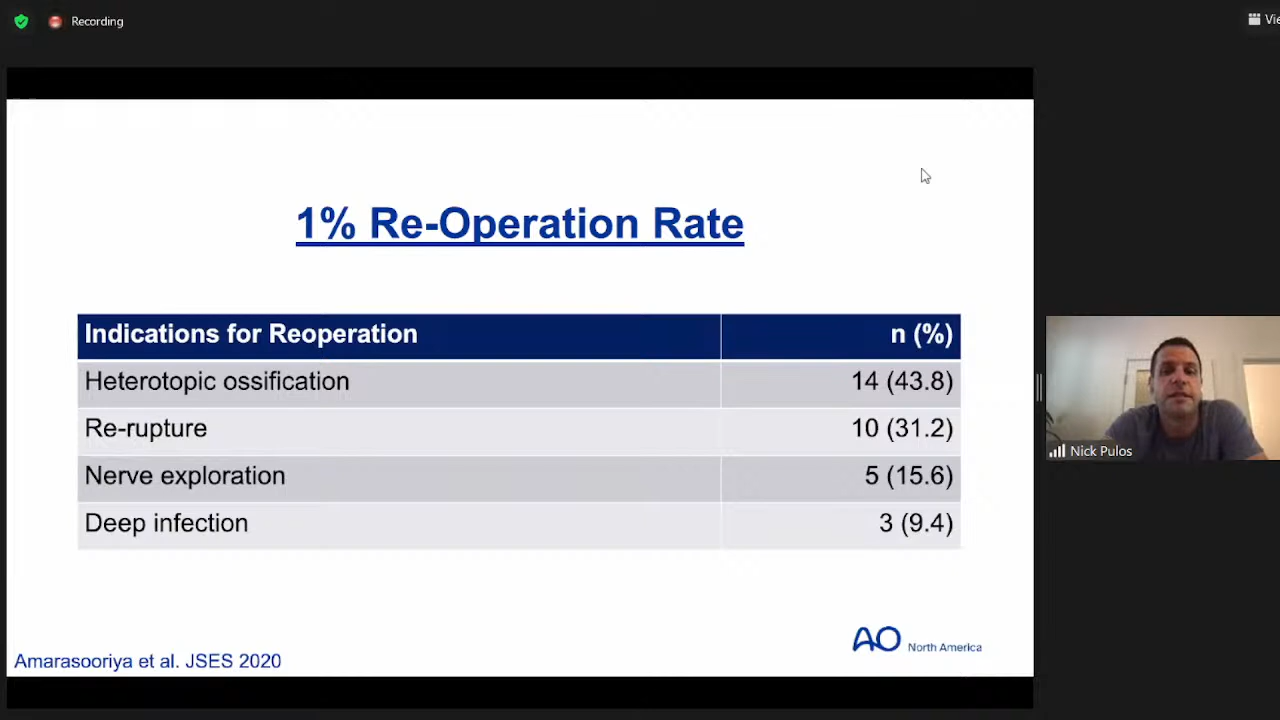 Recording
Vie
1% Re-Operation Rate
Indications for Reoperation n (%)
Heterotopic ossification 14 (43.8)
Re-rupture 10 (31.2)
Nerve exploration 5 (15.6)
Deep infection 3 (9.4)
Nick Pulos
AO North America
Amarasooriya et al. JSES 2020